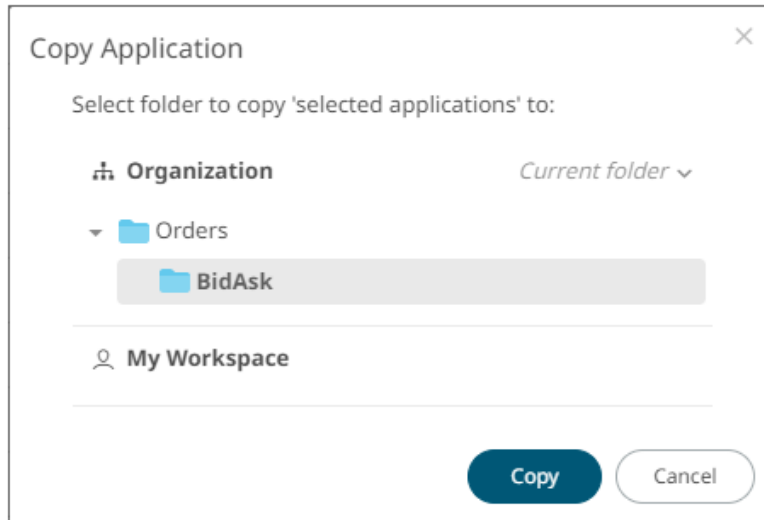 Copy Application
Select folder to copy 'selected applications' to:
Organization Current folder
Orders
BidAsk
My Workspace
Copy Cancel